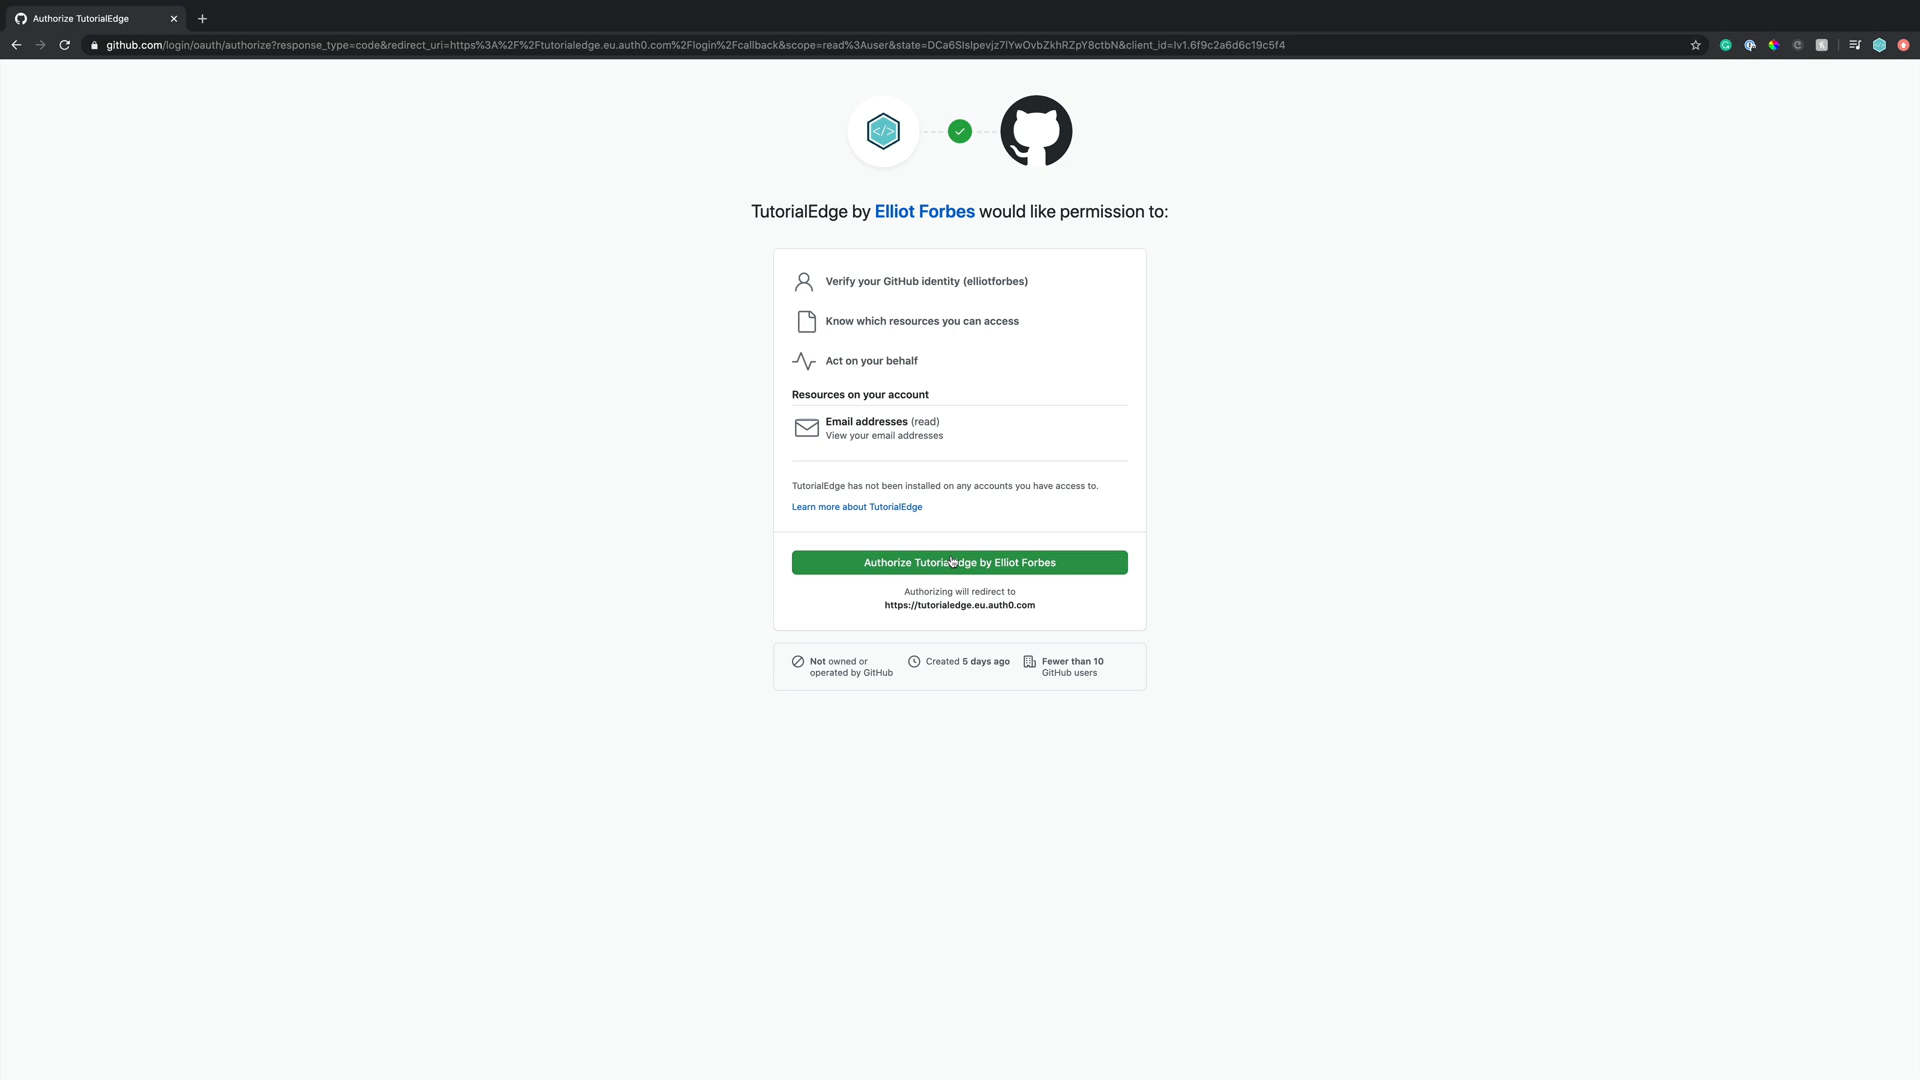 Authorize TutorialEdge
github.com/login/oauth/authorize?response_type=code&redirect_uri=https%3A%2F%2Ftutorialedge.eu.auth0.com%2Flogin%2Fcallback&scope=read%3Auser&state=DCa6SIsIpevjz7IYwOvbZkhRZpY8ctbN&client_id=Iv1.6f9c2a6d6c19c5f4
</>
TutorialEdge by Elliot Forbes would like permission to:
Verify your GitHub identity (elliotforbes)
Know which resources you can access
Act on your behalf
Resources on your account
Email addresses (read)
View your email addresses
TutorialEdge has not been installed on any accounts you have access to.
Learn more about TutorialEdge
Authorize TutorialEdge by Elliot Forbes
Authorizing will redirect to
https://tutorialedge.eu.auth0.com
Not owned or
operated by GitHub
Created 5 days ago
Fewer than 10
GitHub users